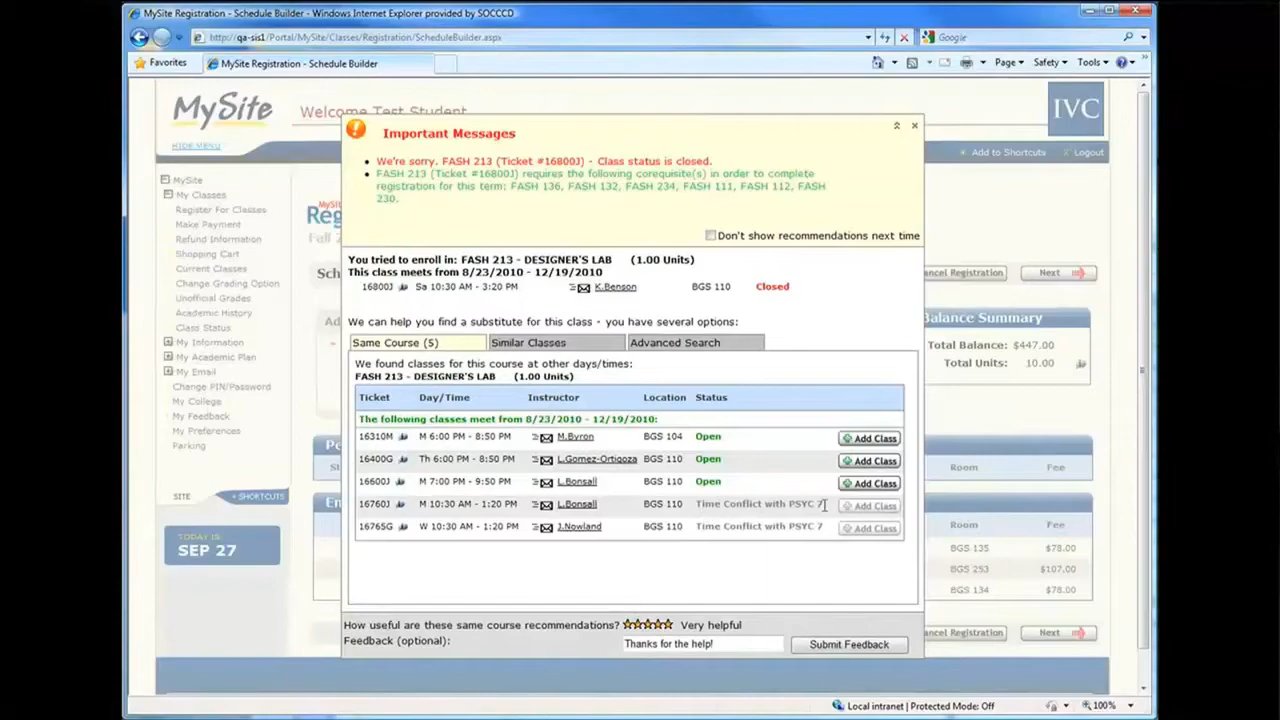 MySite Registration - Schedule Builder - Windows Internet Explorer provided by SOCCCD
http://qa-sis1/Portal/MySite/Classes/Registration/ScheduleBuilder.aspx
Google
Favorites
MySite Registration - Schedule Builder
Page
Safety
Tools
MySite
Welcome Test Student
IVC
HIDE MENU
Add to Shortcuts
Logout
MySite
My Classes
Register For Classes
Make Payment
Refund Information
Shopping Cart
Current Classes
Change Grading Option
Unofficial Grades
Academic History
Class Status
My Information
My Academic Plan
My Email
Change PIN/Password
My College
My Feedback
My Preferences
Parking
SITE
+ SHORTCUTS
TODAY IS:
SEP 27
Important Messages
We're sorry. FASH 213 (Ticket #16800J) - Class status is closed.
FASH 213 (Ticket #16800J) requires the following corequisite(s) in order to complete
registration for this term: FASH 136, FASH 132, FASH 234, FASH 111, FASH 112, FASH
230.
Don't show recommendations next time
You tried to enroll in: FASH 213 - DESIGNER'S LAB (1.00 Units)
This class meets from 8/23/2010 - 12/19/2010
16800J Sa 10:30 AM - 3:20 PM K.Benson BGS 110 Closed
We can help you find a substitute for this class - you have several options:
Same Course (5) Similar Classes Advanced Search
We found classes for this course at other days/times:
FASH 213 - DESIGNER'S LAB (1.00 Units)
Ticket Day/Time Instructor Location Status
The following classes meet from 8/23/2010 - 12/19/2010:
16310M M 6:00 PM - 8:50 PM M.Byron BGS 104 Open Add Class
16400G Th 6:00 PM - 8:50 PM L.Gomez-Ortigoza BGS 110 Open Add Class
16600J M 7:00 PM - 9:50 PM L.Bonsall BGS 110 Open Add Class
16760J M 10:30 AM - 1:20 PM L.Bonsall BGS 110 Time Conflict with PSYC 7 Add Class
16765G W 10:30 AM - 1:20 PM J.Nowland BGS 110 Time Conflict with PSYC 7 Add Class
How useful are these same course recommendations? Very helpful
Feedback (optional): Thanks for the help! Submit Feedback
ancel Registration Next
Balance Summary
Total Balance: $447.00
Total Units: 10.00
Room Fee
Room Fee
BGS 135 $78.00
BGS 253 $107.00
BGS 134 $78.00
ancel Registration Next
Local intranet | Protected Mode: Off
100%